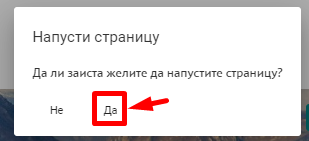 Напусти страницу
Да ли заиста желите да напустите страницу?
Не Да